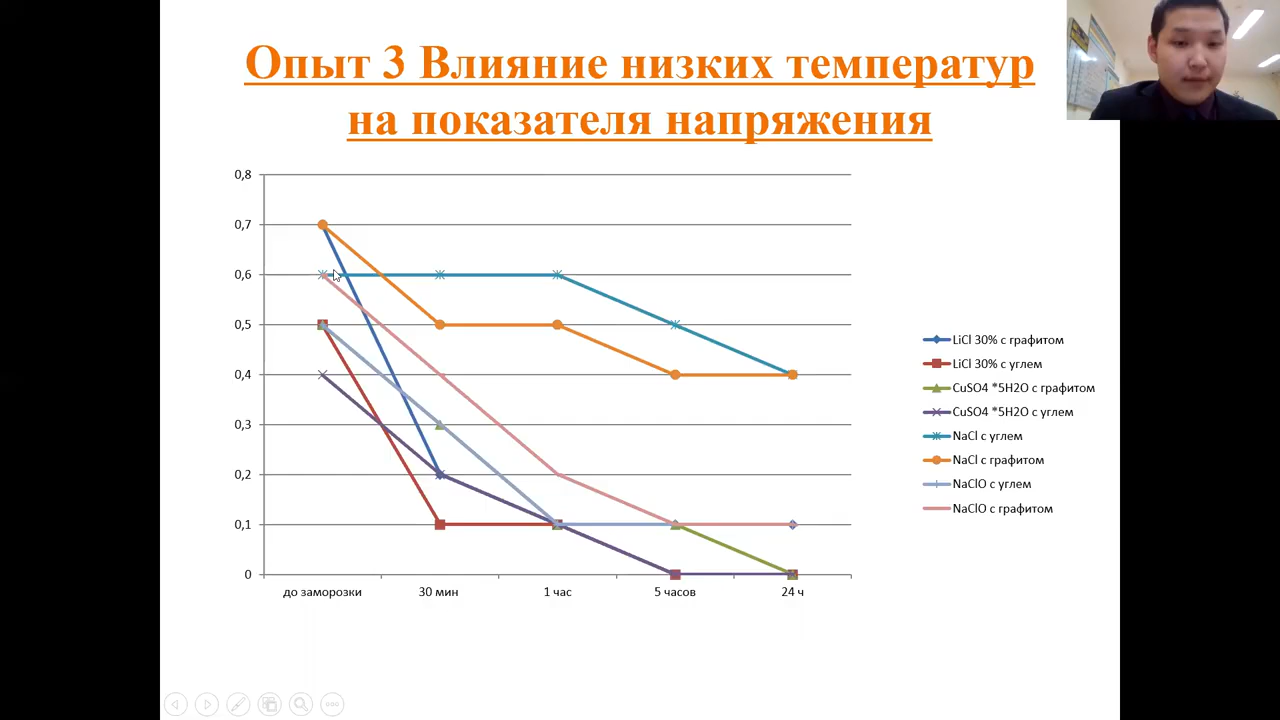 Опыт 3 Влияние низких температур
на показателя напряжения
0,8
0,7
0,6
0,5
0,4
0,3
0,2
0,1
0
до заморозки
30 мин
1 час
5 часов
24 ч
LiCl 30% с графитом
LiCl 30% с углем
CuSO4 *5H2O с графитом
CuSO4 *5H2O с углем
NaCl с углем
NaCl с графитом
NaClO с углем
NaClO с графитом